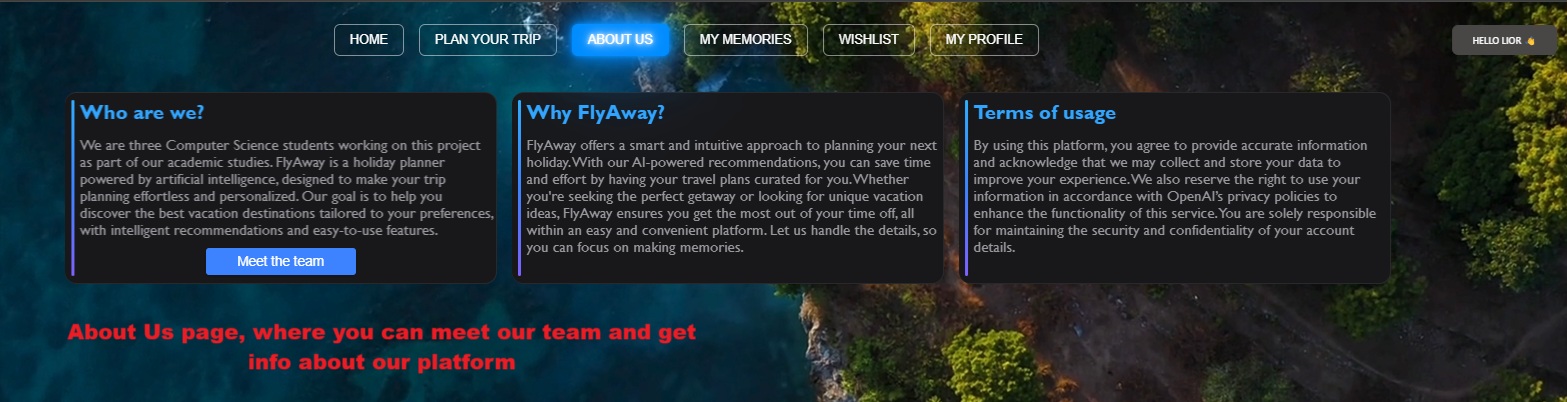 HOME
PLAN YOUR TRIP
ABOUT US
MY MEMORIES
WISHLIST
MY PROFILE
HELLO LIOR 👋
Who are we?
We are three Computer Science students working on this project
as part of our academic studies. FlyAway is a holiday planner
powered by artificial intelligence, designed to make your trip
planning effortless and personalized. Our goal is to help you
discover the best vacation destinations tailored to your preferences,
with intelligent recommendations and easy-to-use features.
Meet the team
Why FlyAway?
FlyAway offers a smart and intuitive approach to planning your next
holiday. With our AI-powered recommendations, you can save time
and effort by having your travel plans curated for you. Whether
you're seeking the perfect getaway or looking for unique vacation
ideas, FlyAway ensures you get the most out of your time off, all
within an easy and convenient platform. Let us handle the details, so
you can focus on making memories.
Terms of usage
By using this platform, you agree to provide accurate information
and acknowledge that we may collect and store your data to
improve your experience. We also reserve the right to use your
information in accordance with OpenAI's privacy policies to
enhance the functionality of this service. You are solely responsible
for maintaining the security and confidentiality of your account
details.
About Us page, where you can meet our team and get
info about our platform